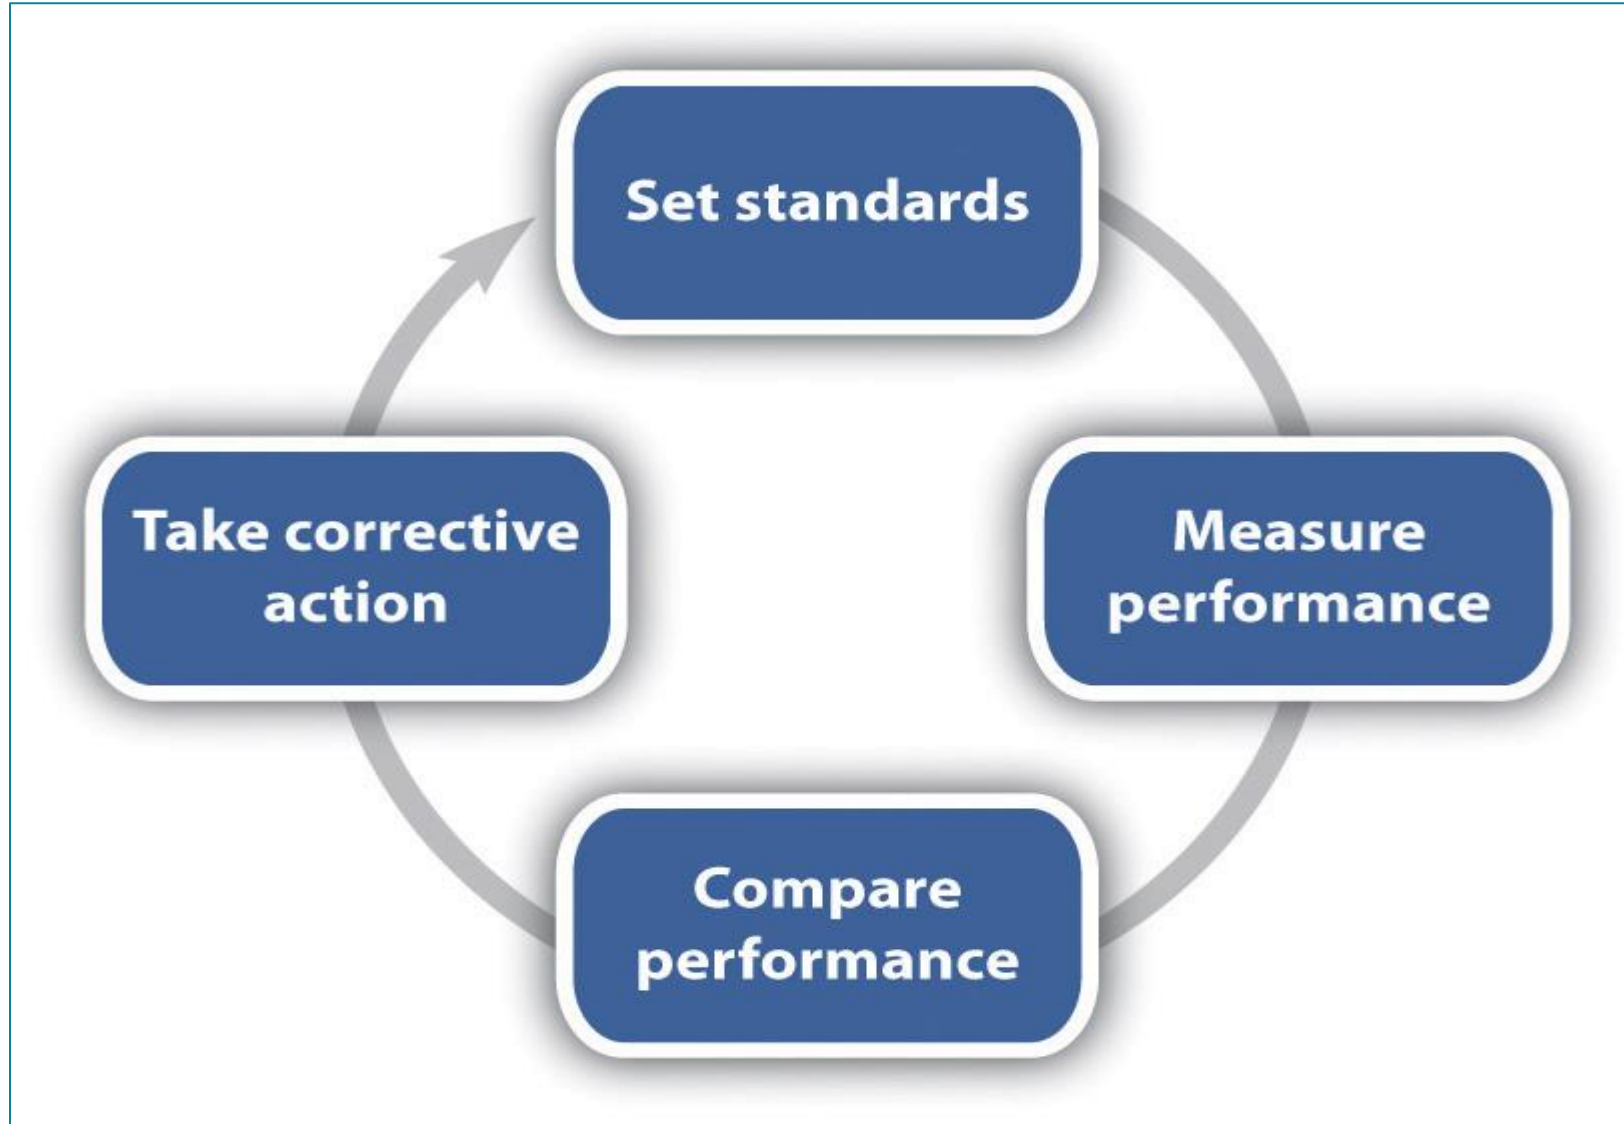 Set standards
Measure
performance
Compare
performance
Take corrective
action